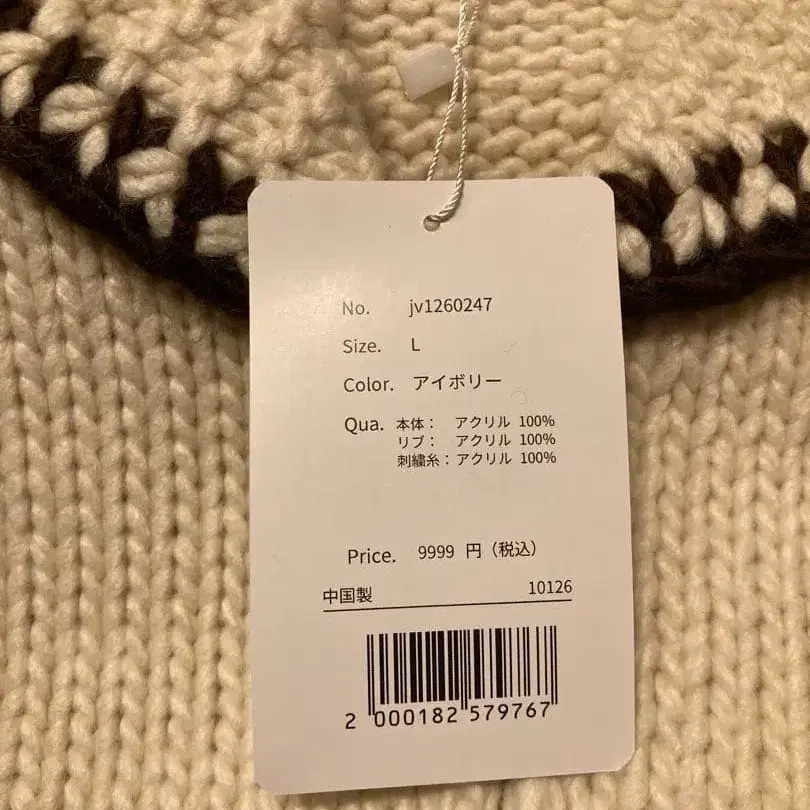 No. jv1260247
Size. L
Color. アイボリー
Qua. 本体： アクリル 100%
リブ： アクリル 100%
刺繍糸：アクリル 100%
Price. 9999 円（税込）
中国製 10126
2 000182 579767